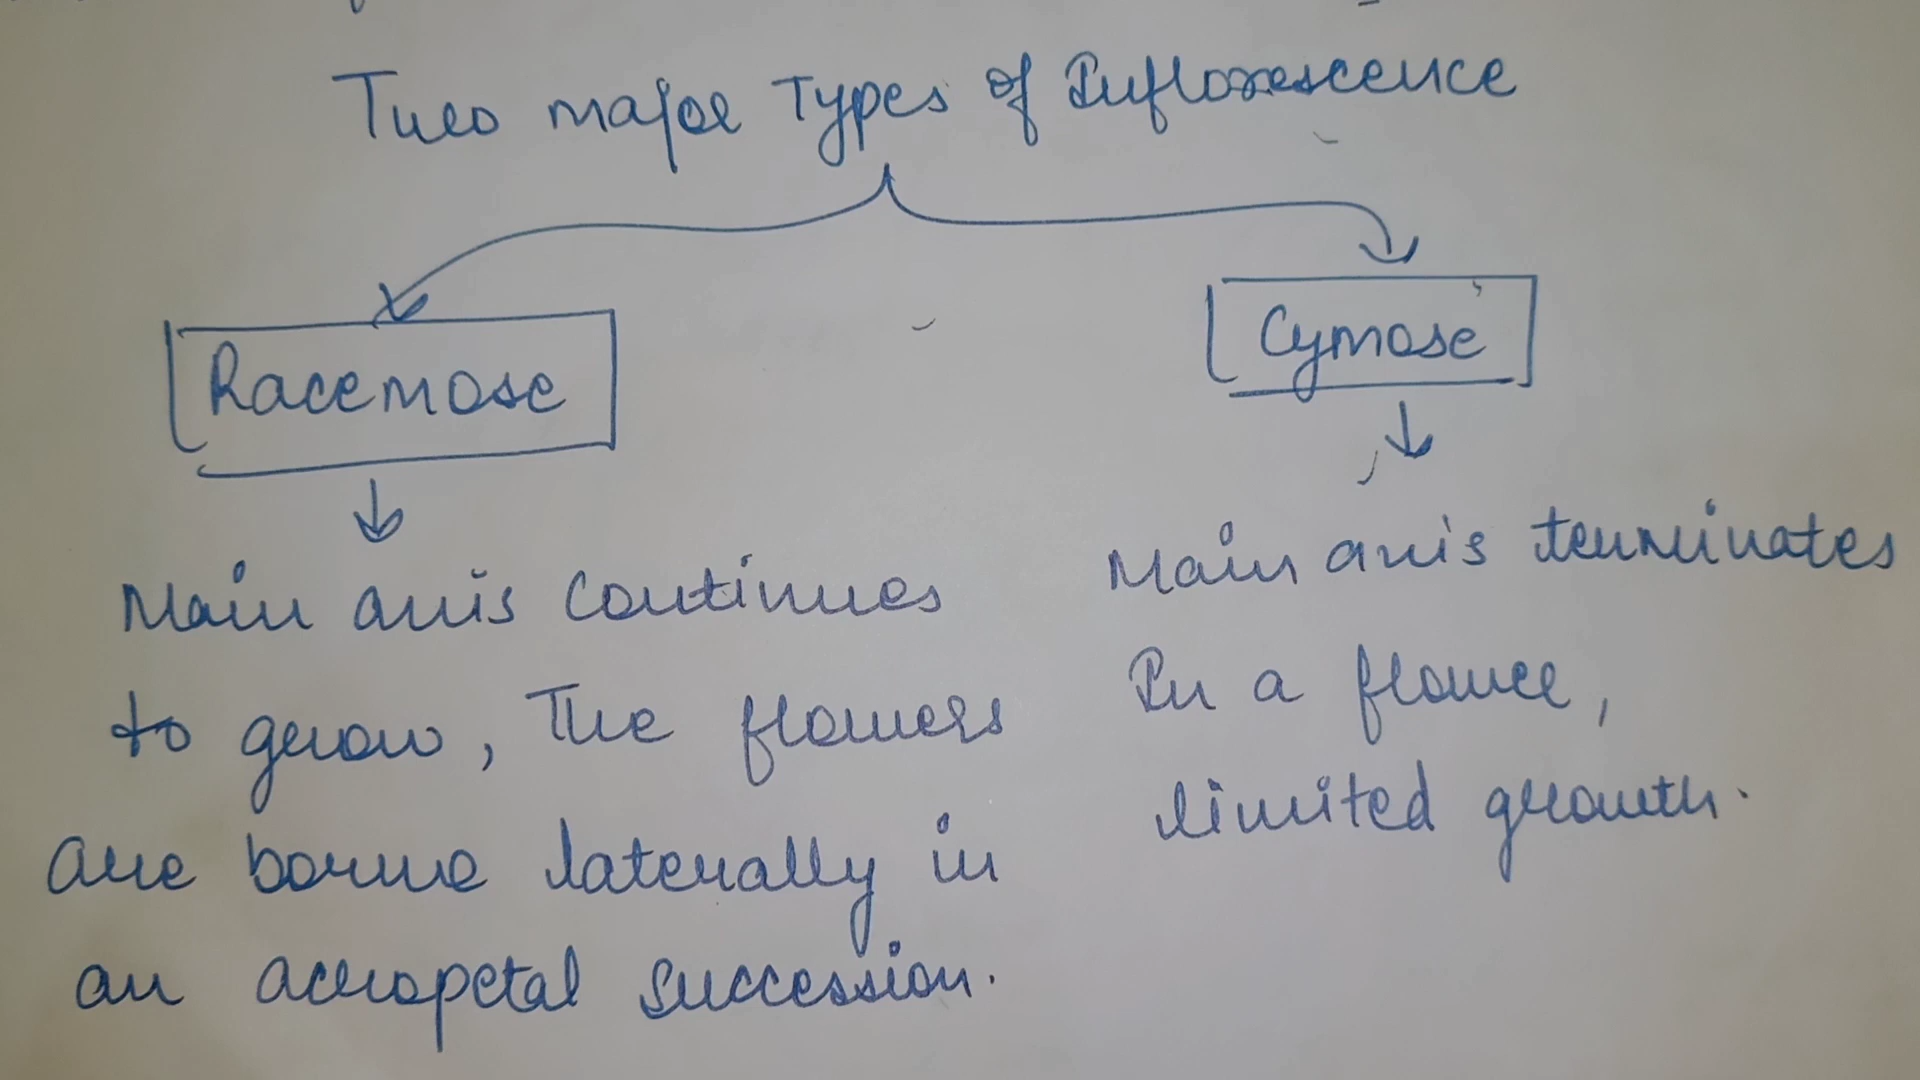 Two major Types of Inflorescence
Racemose
Cymose
Main axis continues
to grow, The flowers
are borne laterally in
an acropetal succession.
Main axis terminates
In a flower,
limited growth.